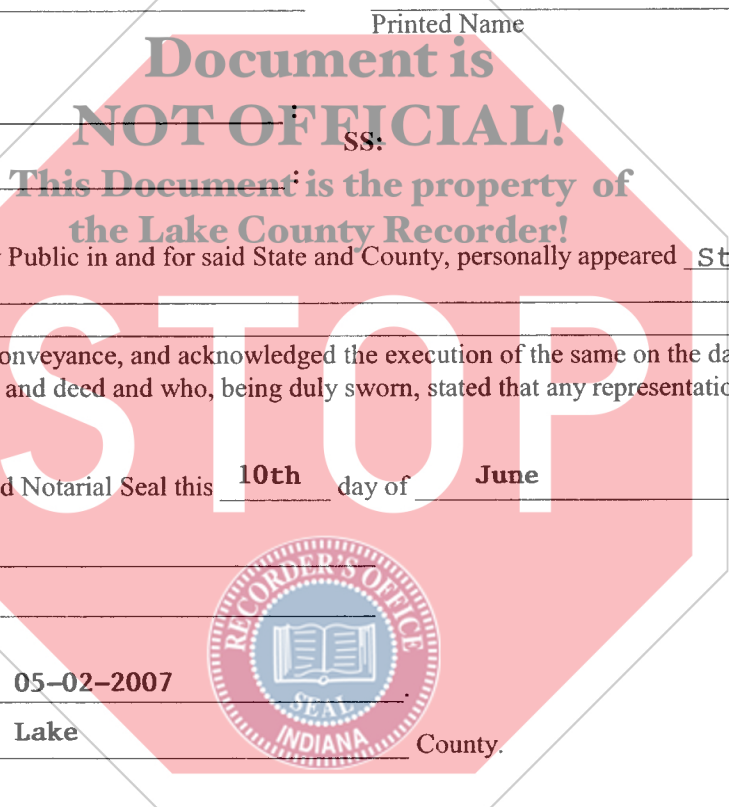 Printed Name
Document is
NOT OFFICIAL!
SS:
This Document is the property of
the Lake County Recorder!
Public in and for said State and County, personally appeared St
STOP
onveyance, and acknowledged the execution of the same on the da
and deed and who, being duly sworn, stated that any representatio
d Notarial Seal this 10th day of June
RECORDER'S OFFICE
SEAL
INDIANA
05-02-2007
Lake County.